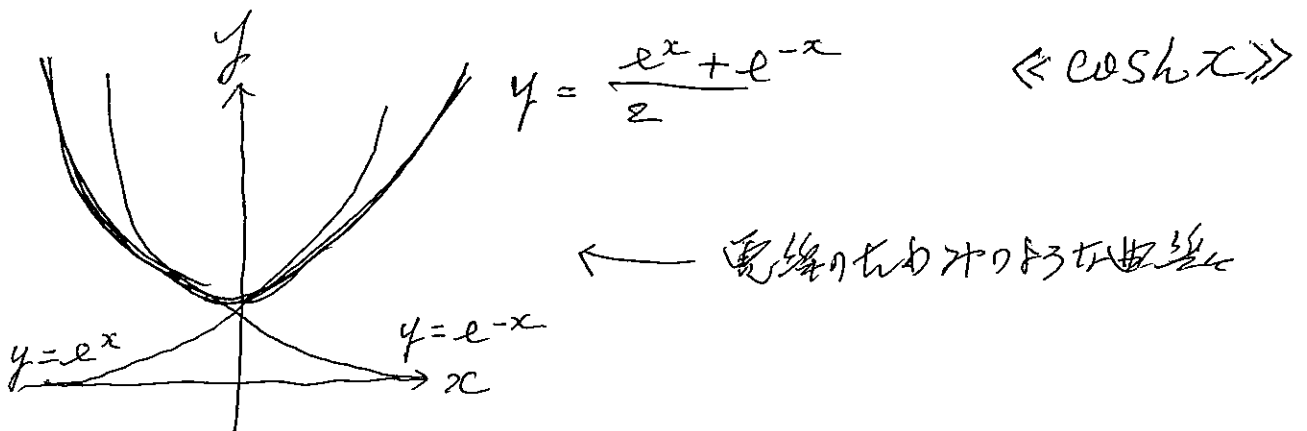 y
y = (e^x + e^{-x}) / 2
≪ cosh x ≫
← 電線のたわみのような曲線
y = e^x
y = e^{-x}
x